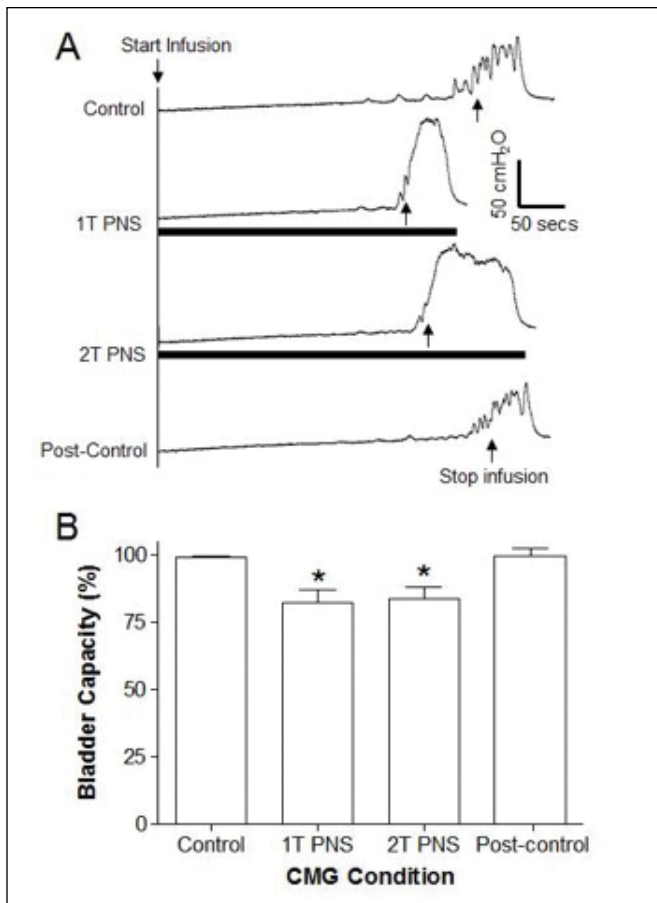 A
Start Infusion
Control
50 cmH₂O
50 secs
1T PNS
2T PNS
Post-Control
Stop infusion
B
Bladder Capacity (%)
100
75
50
25
0
*
*
Control
1T PNS
2T PNS
Post-control
CMG Condition